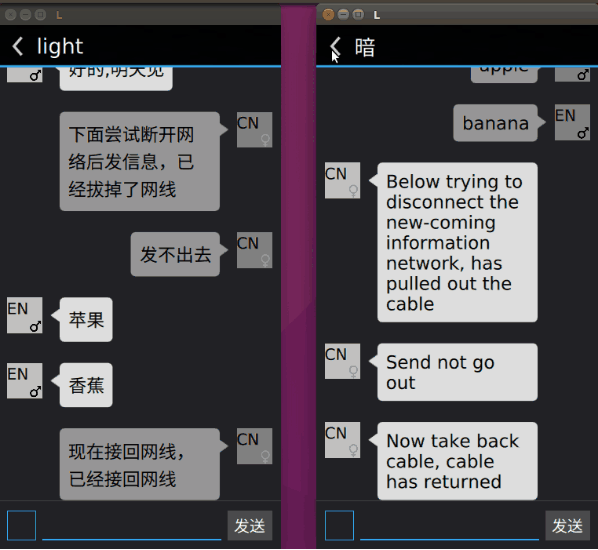 L
light
好的,明天见
CN
下面尝试断开网
络后发信息，已
经拔掉了网线
CN
发不出去
EN
苹果
EN
香蕉
CN
现在接回网线，
已经接回网线
发送
L
暗
apple
EN
banana
CN
Below trying to
disconnect the
new-coming
information
network, has
pulled out the
cable
CN
Send not go
out
CN
Now take back
cable, cable
has returned
发送